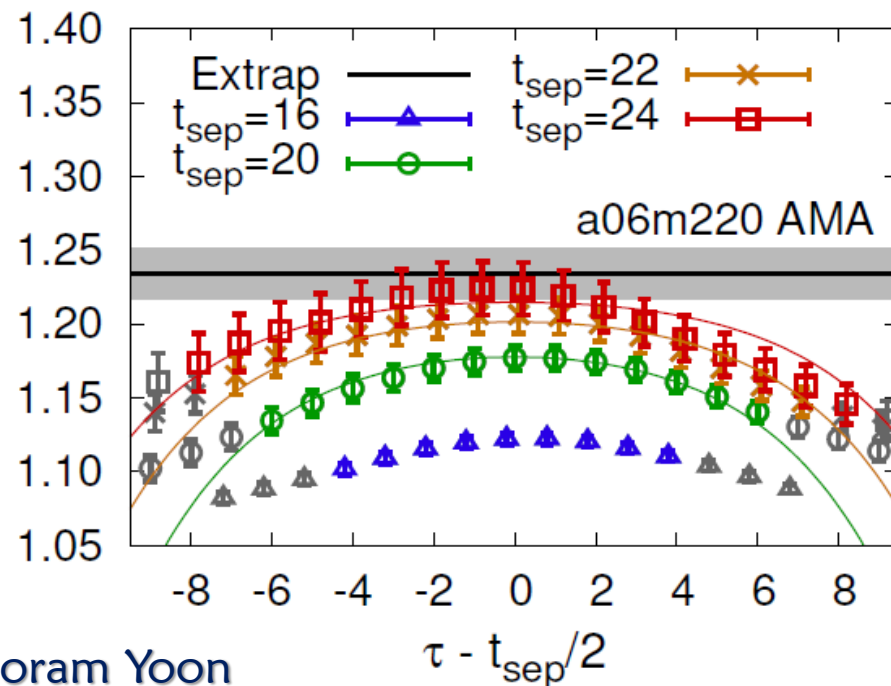 1.40
1.35
1.30
1.25
1.20
1.15
1.10
1.05
Extrap
t_sep=16
t_sep=20
t_sep=22
t_sep=24
a06m220 AMA
-8 -6 -4 -2 0 2 4 6 8
τ - t_sep/2
oram Yoon